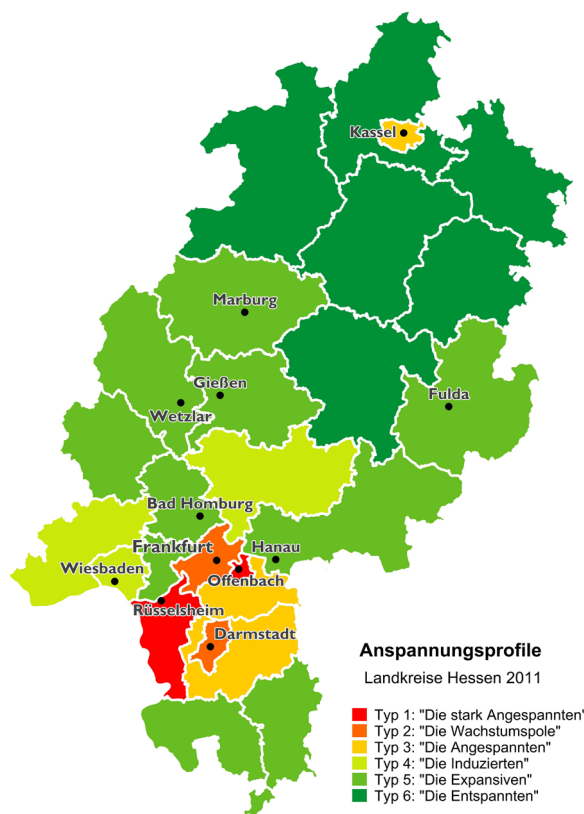 Kassel
Marburg
Gießen
Wetzlar
Fulda
Bad Homburg
Frankfurt
Hanau
Wiesbaden
Offenbach
Rüsselsheim
Darmstadt
Anspannungsprofile
Landkreise Hessen 2011
Typ 1: "Die stark Angespannten"
Typ 2: "Die Wachstumspole"
Typ 3: "Die Angespannten"
Typ 4: "Die Induzierten"
Typ 5: "Die Expansiven"
Typ 6: "Die Entspannten"